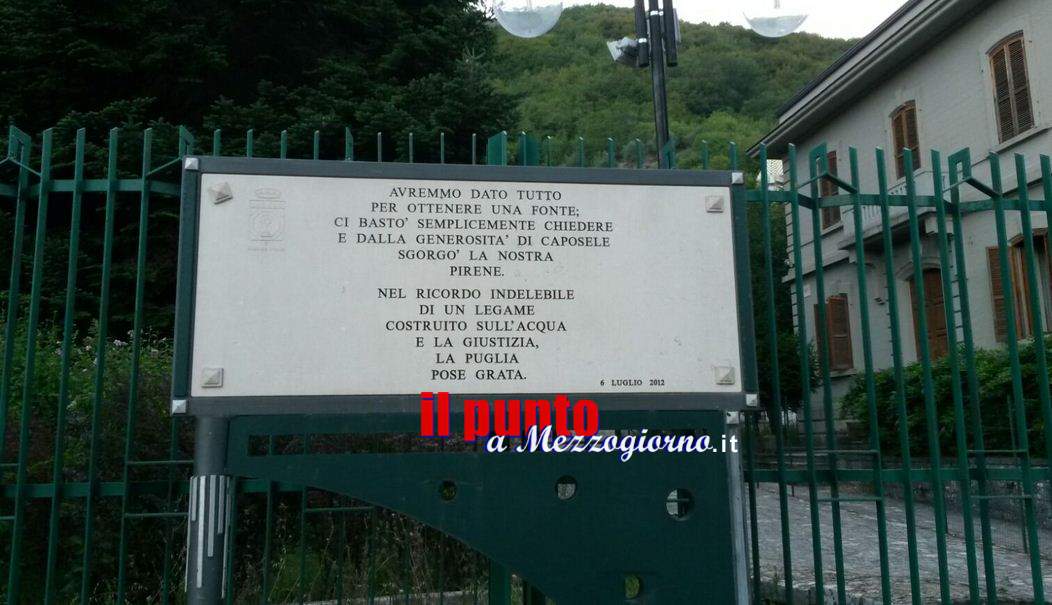 AVREMMO DATO TUTTO
PER OTTENERE UNA FONTE;
CI BASTO' SEMPLICEMENTE CHIEDERE
E DALLA GENEROSITA' DI CAPOSELE
SGORGO' LA NOSTRA
PIRENE.
NEL RICORDO INDELEBILE
DI UN LEGAME
COSTRUITO SULL'ACQUA
E LA GIUSTIZIA,
LA PUGLIA
POSE GRATA.
6 LUGLIO 2012
il punto
a Mezzogiorno.it